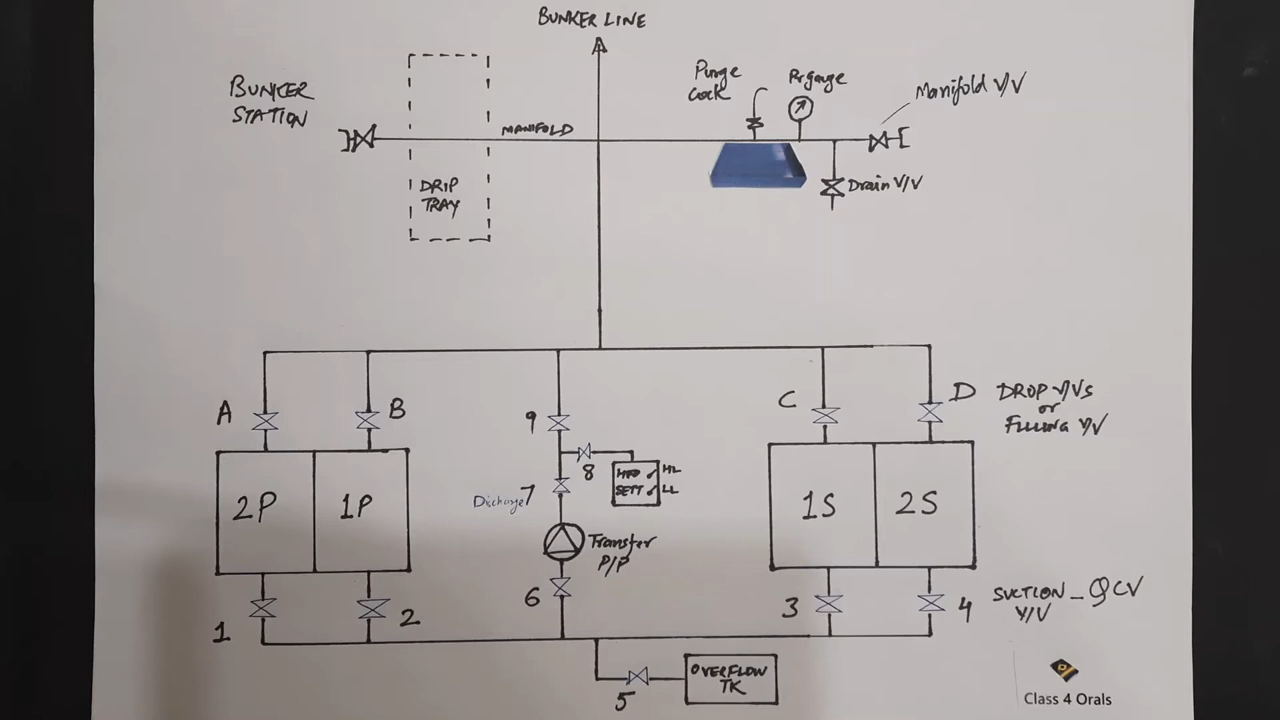 BUNKER LINE
BUNKER
STATION
Purge
Cock
Pr gauge
Manifold V/V
MANIFOLD
DRIP
TRAY
Drain V/V
A
B
9
C
D
DROP V/Vs
or
FILLING V/V
8
HFO
SETT
HL
LL
2P
1P
Discharge
7
1S
2S
Transfer
P/P
6
1
2
3
4
SUCTION _ QCV
V/V
5
OVERFLOW
TK
Class 4 Orals